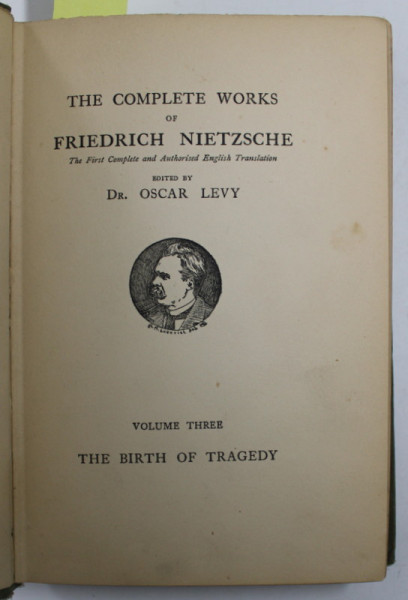 THE COMPLETE WORKS
OF
FRIEDRICH NIETZSCHE
The First Complete and Authorised English Translation
EDITED BY
DR. OSCAR LEVY
VOLUME THREE
THE BIRTH OF TRAGEDY